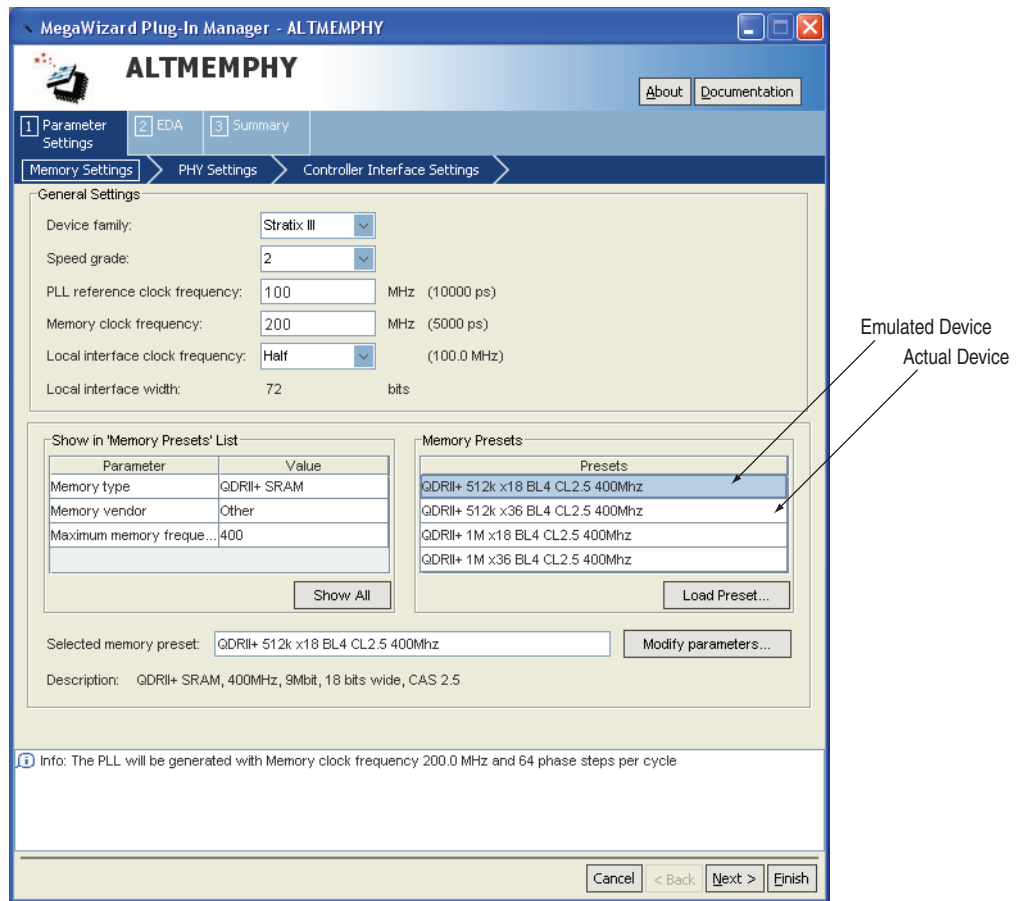 MegaWizard Plug-In Manager - ALTMEMPHY
ALTMEMPHY
About
Documentation
1 Parameter Settings
2 EDA
3 Summary
Memory Settings
PHY Settings
Controller Interface Settings
General Settings
Device family: Stratix III
Speed grade: 2
PLL reference clock frequency: 100 MHz (10000 ps)
Memory clock frequency: 200 MHz (5000 ps)
Local interface clock frequency: Half (100.0 MHz)
Local interface width: 72 bits
Emulated Device
Actual Device
Show in 'Memory Presets' List
Parameter Value
Memory type QDRII+ SRAM
Memory vendor Other
Maximum memory freque... 400
Show All
Memory Presets
Presets
QDRII+ 512k x18 BL4 CL2.5 400Mhz
QDRII+ 512k x36 BL4 CL2.5 400Mhz
QDRII+ 1M x18 BL4 CL2.5 400Mhz
QDRII+ 1M x36 BL4 CL2.5 400Mhz
Load Preset...
Selected memory preset: QDRII+ 512k x18 BL4 CL2.5 400Mhz
Modify parameters...
Description: QDRII+ SRAM, 400MHz, 9Mbit, 18 bits wide, CAS 2.5
Info: The PLL will be generated with Memory clock frequency 200.0 MHz and 64 phase steps per cycle
Cancel
< Back
Next >
Finish